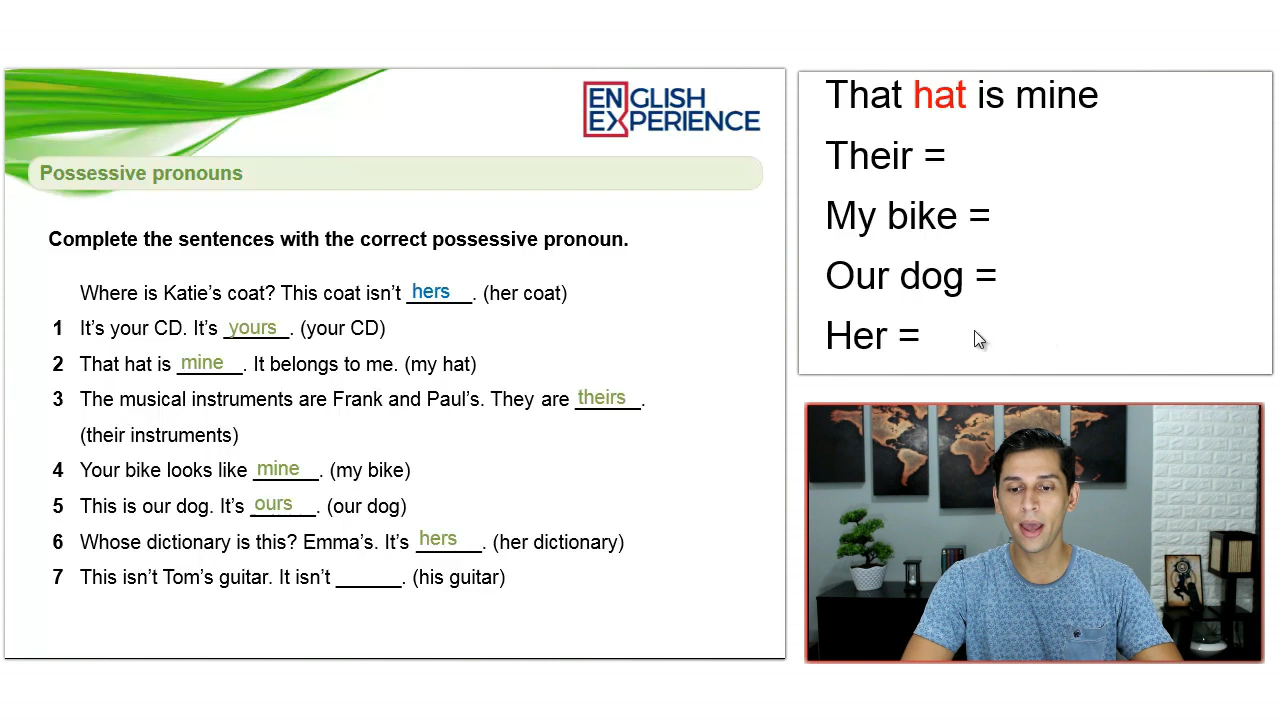 ENGLISH
EXPERIENCE
Possessive pronouns
Complete the sentences with the correct possessive pronoun.
Where is Katie’s coat? This coat isn’t hers. (her coat)
1 It’s your CD. It’s yours. (your CD)
2 That hat is mine. It belongs to me. (my hat)
3 The musical instruments are Frank and Paul’s. They are theirs.
(their instruments)
4 Your bike looks like mine. (my bike)
5 This is our dog. It’s ours. (our dog)
6 Whose dictionary is this? Emma’s. It’s hers. (her dictionary)
7 This isn’t Tom’s guitar. It isn’t ______. (his guitar)
That hat is mine
Their =
My bike =
Our dog =
Her =